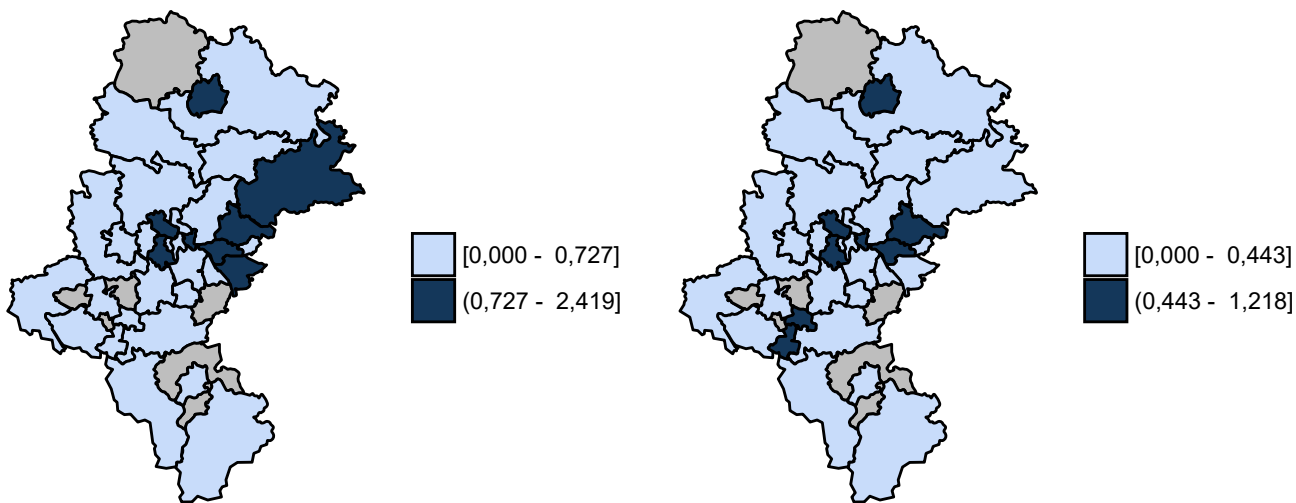 [0,000 - 0,727]
(0,727 - 2,419]
[0,000 - 0,443]
(0,443 - 1,218]